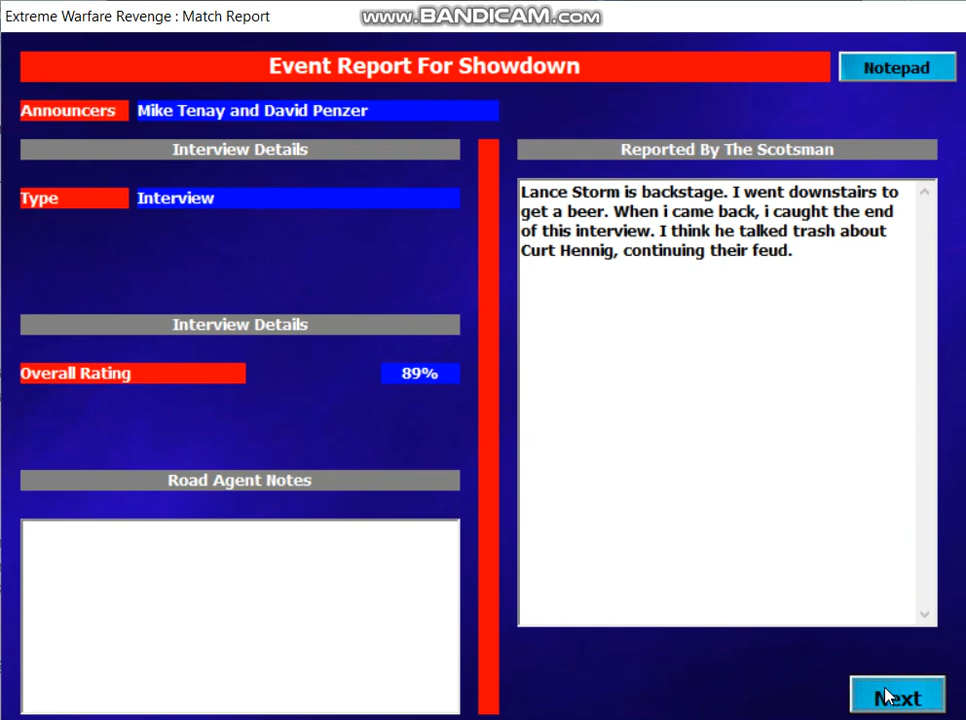 Extreme Warfare Revenge : Match Report
www.BANDICAM.COM
Event Report For Showdown
Notepad
Announcers
Mike Tenay and David Penzer
Interview Details
Reported By The Scotsman
Type
Interview
Lance Storm is backstage. I went downstairs to
get a beer. When i came back, i caught the end
of this interview. I think he talked trash about
Curt Hennig, continuing their feud.
Interview Details
Overall Rating
89%
Road Agent Notes
Next